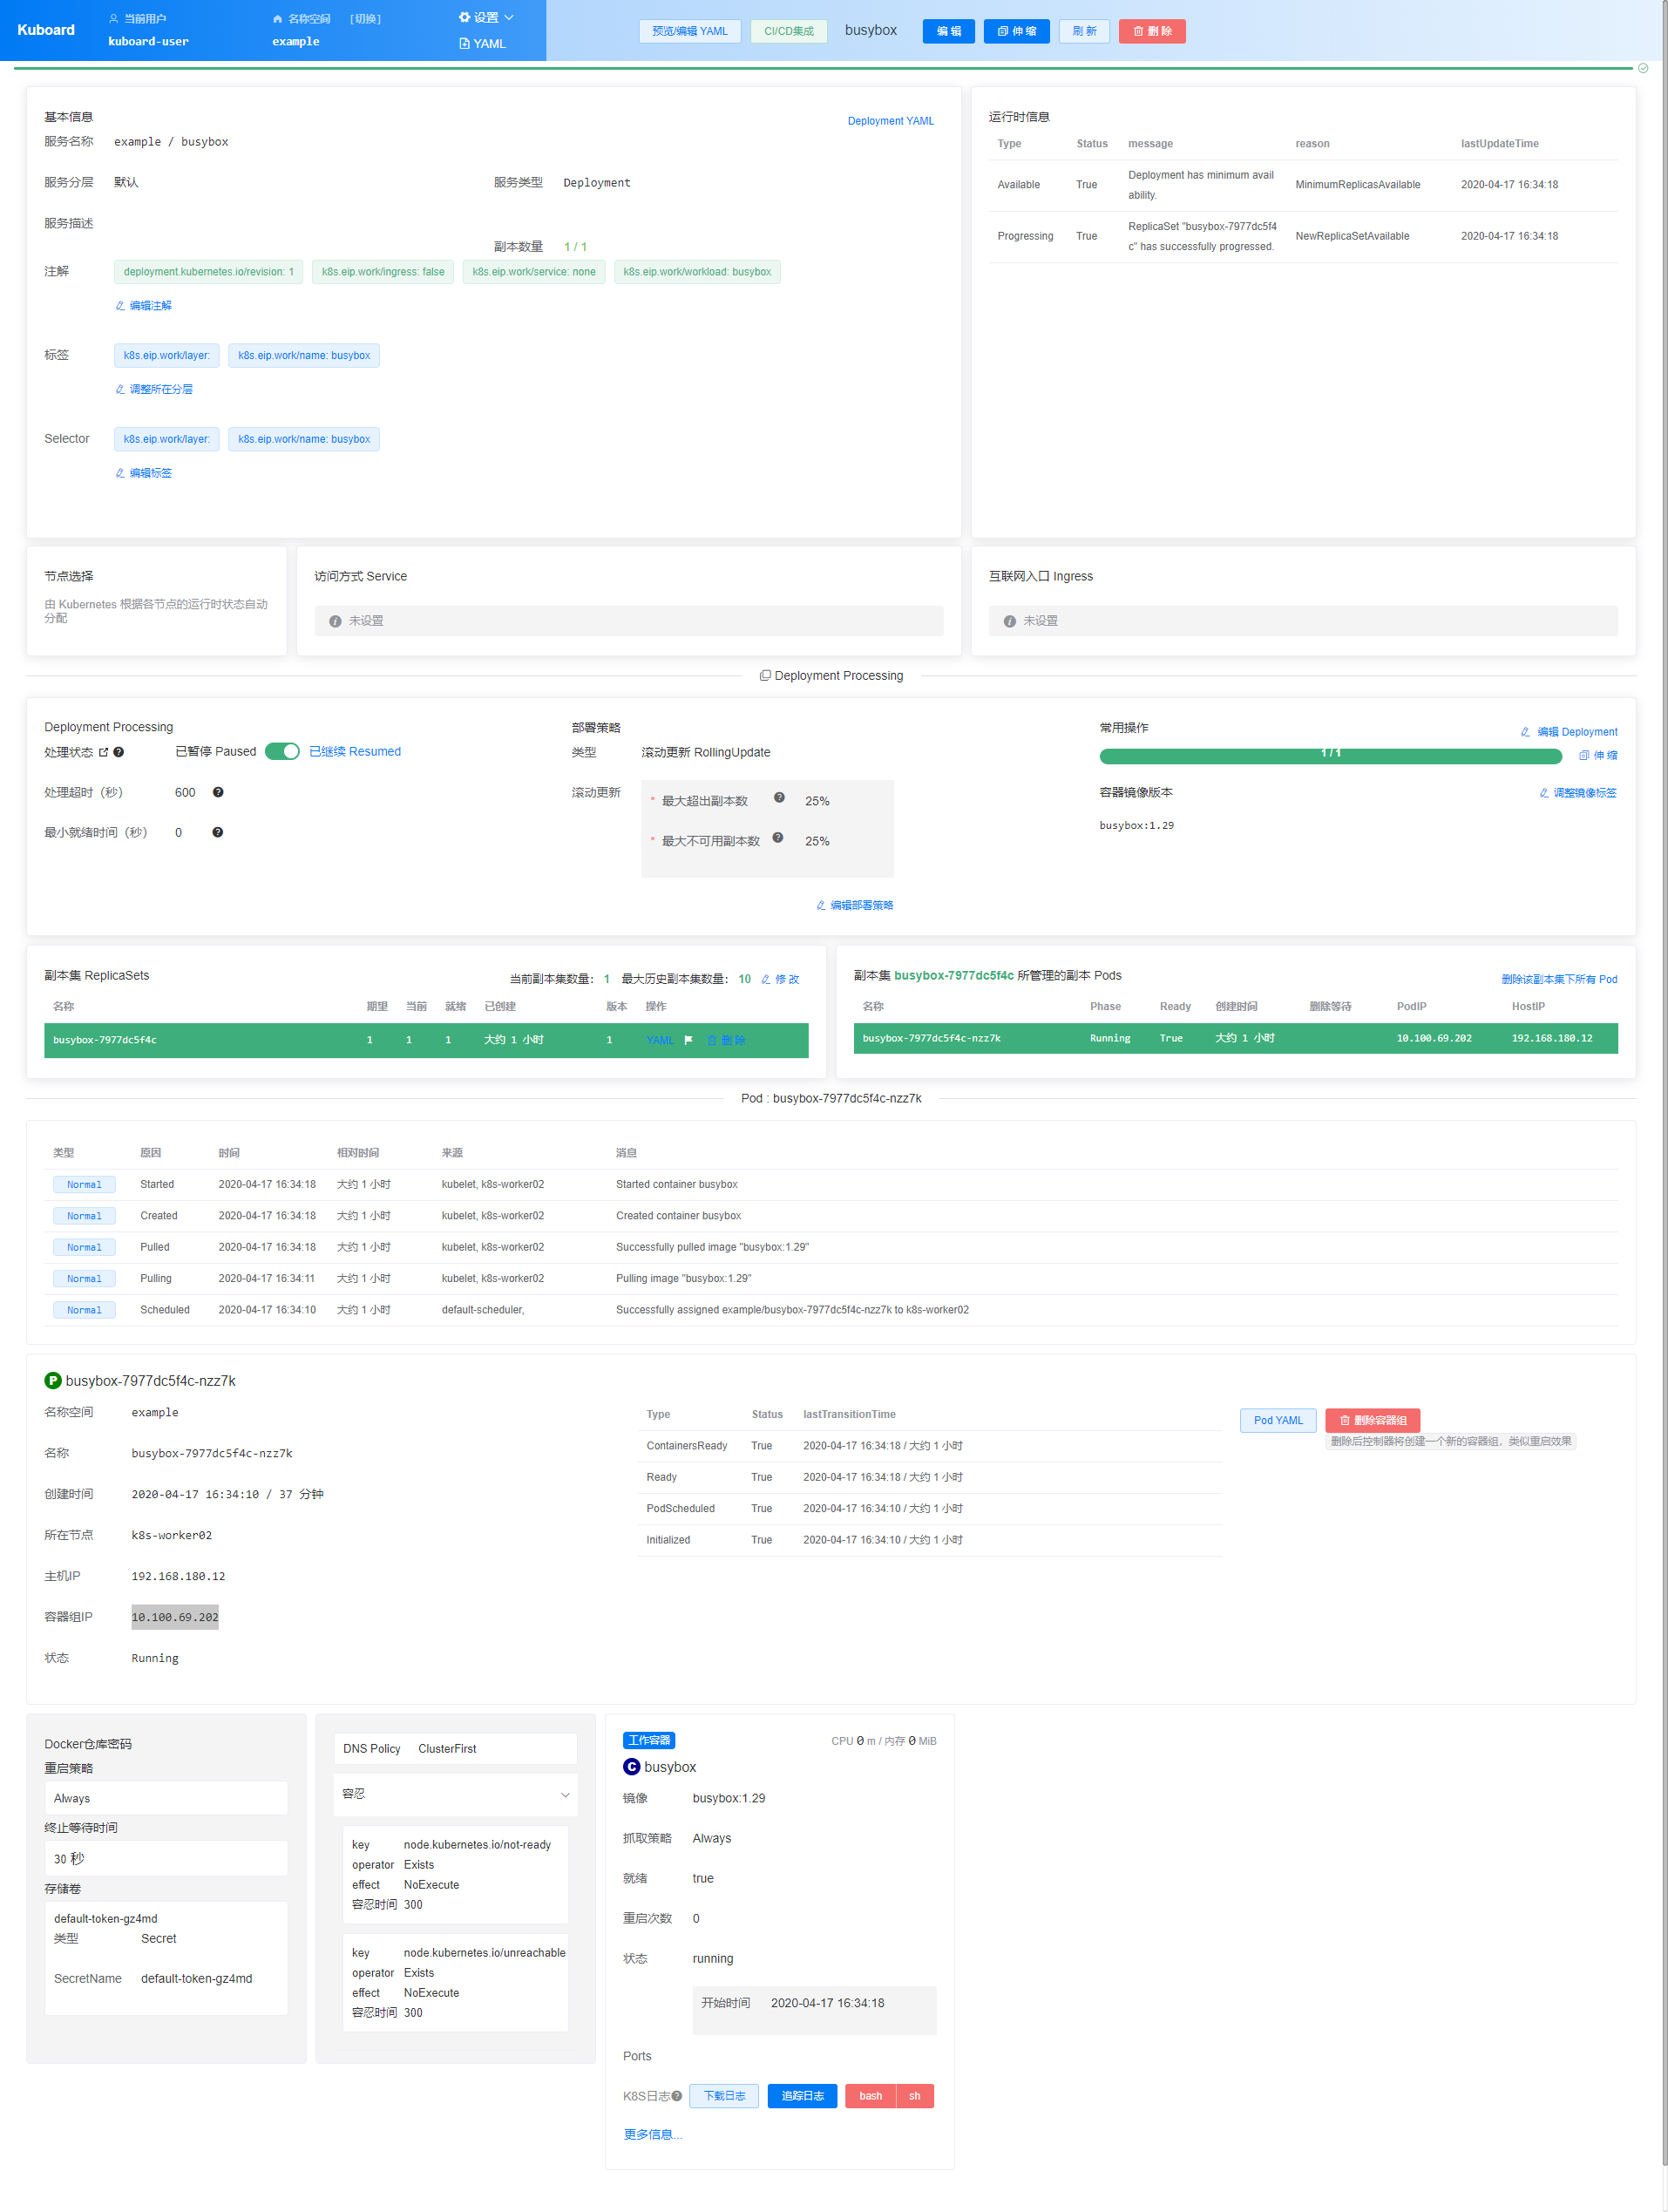 Kuboard
当前用户
kuboard-user
名称空间 [切换]
example
设置
YAML
预览/编辑 YAML
CI/CD集成
busybox
编 辑
伸 缩
刷 新
删 除
基本信息
Deployment YAML
服务名称 example / busybox
服务分层 默认
服务类型 Deployment
服务描述
副本数量 1 / 1
注解 deployment.kubernetes.io/revision: 1 k8s.eip.work/ingress: false k8s.eip.work/service: none k8s.eip.work/workload: busybox
编辑注解
标签 k8s.eip.work/layer: k8s.eip.work/name: busybox
调整所在分层
Selector k8s.eip.work/layer: k8s.eip.work/name: busybox
编辑标签
运行时信息
Type Status message reason lastUpdateTime
Available True Deployment has minimum avail
ability. MinimumReplicasAvailable 2020-04-17 16:34:18
Progressing True ReplicaSet "busybox-7977dc5f4
c" has successfully progressed. NewReplicaSetAvailable 2020-04-17 16:34:18
节点选择
由 Kubernetes 根据各节点的运行时状态自动
分配
访问方式 Service
未设置
互联网入口 Ingress
未设置
Deployment Processing
Deployment Processing
处理状态 已暂停 Paused 已继续 Resumed
处理超时（秒） 600
最小就绪时间（秒） 0
部署策略
类型 滚动更新 RollingUpdate
滚动更新 * 最大超出副本数 25%
* 最大不可用副本数 25%
编辑部署策略
常用操作
编辑 Deployment
1 / 1
伸 缩
容器镜像版本
调整镜像标签
busybox:1.29
副本集 ReplicaSets
当前副本集数量： 1 最大历史副本集数量： 10 修 改
名称 期望 当前 就绪 已创建 版本 操作
busybox-7977dc5f4c 1 1 1 大约 1 小时 1 YAML 删 除
副本集 busybox-7977dc5f4c 所管理的副本 Pods
删除该副本集下所有 Pod
名称 Phase Ready 创建时间 删除等待 PodIP HostIP
busybox-7977dc5f4c-nzz7k Running True 大约 1 小时 10.100.69.202 192.168.180.12
Pod : busybox-7977dc5f4c-nzz7k
类型 原因 时间 相对时间 来源 消息
Normal Started 2020-04-17 16:34:18 大约 1 小时 kubelet, k8s-worker02 Started container busybox
Normal Created 2020-04-17 16:34:18 大约 1 小时 kubelet, k8s-worker02 Created container busybox
Normal Pulled 2020-04-17 16:34:18 大约 1 小时 kubelet, k8s-worker02 Successfully pulled image "busybox:1.29"
Normal Pulling 2020-04-17 16:34:11 大约 1 小时 kubelet, k8s-worker02 Pulling image "busybox:1.29"
Normal Scheduled 2020-04-17 16:34:10 大约 1 小时 default-scheduler, Successfully assigned example/busybox-7977dc5f4c-nzz7k to k8s-worker02
P busybox-7977dc5f4c-nzz7k
名称空间 example
名称 busybox-7977dc5f4c-nzz7k
创建时间 2020-04-17 16:34:10 / 37 分钟
所在节点 k8s-worker02
主机IP 192.168.180.12
容器组IP 10.100.69.202
状态 Running
Type Status lastTransitionTime
ContainersReady True 2020-04-17 16:34:18 / 大约 1 小时
Ready True 2020-04-17 16:34:18 / 大约 1 小时
PodScheduled True 2020-04-17 16:34:10 / 大约 1 小时
Initialized True 2020-04-17 16:34:10 / 大约 1 小时
Pod YAML
删除容器组
删除后控制器将创建一个新的容器组，类似重启效果
Docker仓库密码
重启策略
Always
终止等待时间
30 秒
存储卷
default-token-gz4md
类型 Secret
SecretName default-token-gz4md
DNS Policy ClusterFirst
容忍
key node.kubernetes.io/not-ready
operator Exists
effect NoExecute
容忍时间 300
key node.kubernetes.io/unreachable
operator Exists
effect NoExecute
容忍时间 300
工作容器
CPU 0 m / 内存 0 MiB
C busybox
镜像 busybox:1.29
抓取策略 Always
就绪 true
重启次数 0
状态 running
开始时间 2020-04-17 16:34:18
Ports
K8S日志 下载日志 追踪日志 bash sh
更多信息...